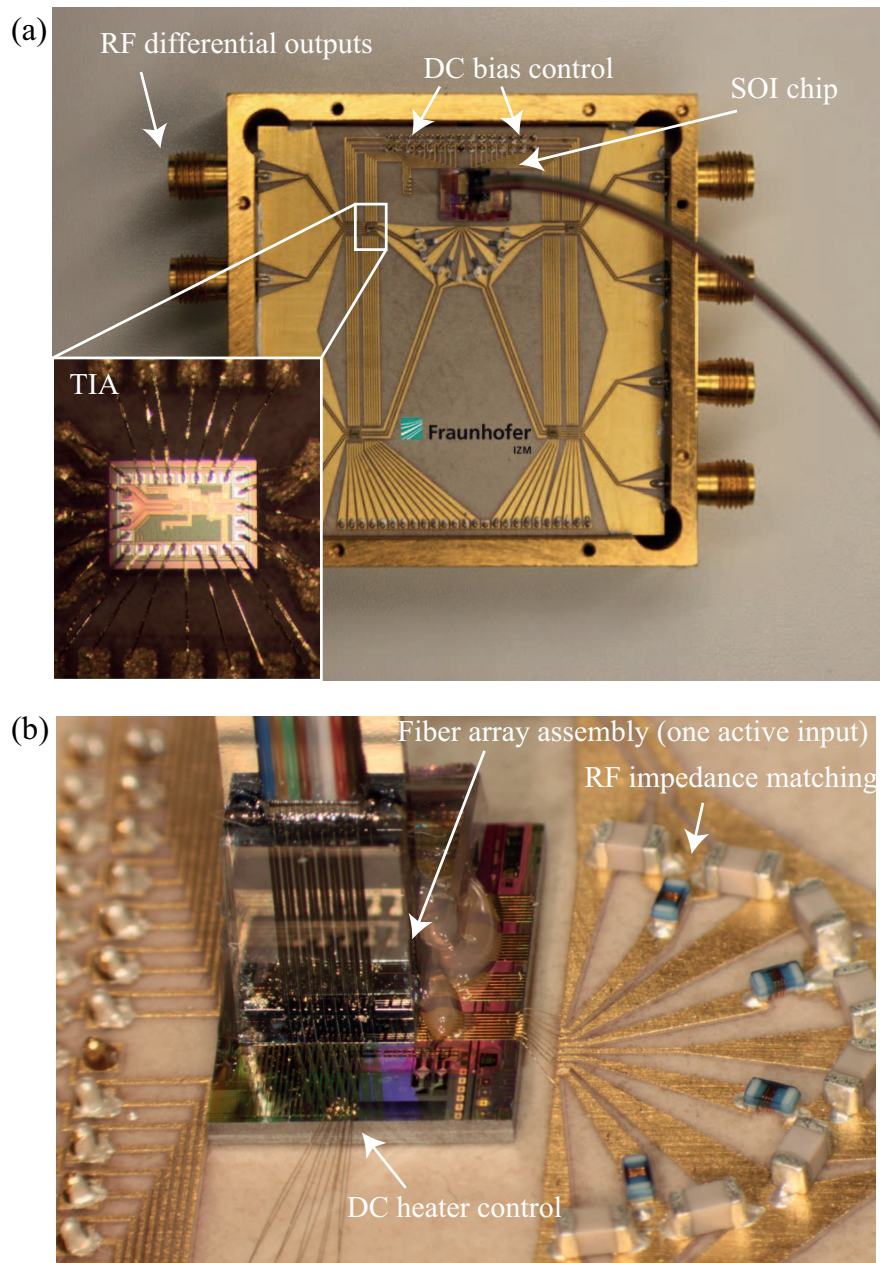 (a)
RF differential outputs
DC bias control
SOI chip
TIA
Fraunhofer
IZM
(b)
Fiber array assembly (one active input)
RF impedance matching
DC heater control